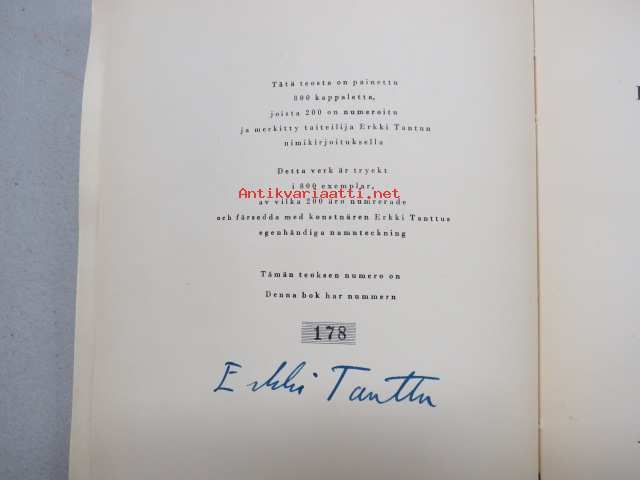 Tätä teosta on painettu
800 kappaletta,
joista 200 on numeroitu
ja merkitty taiteilija Erkki Tantun
nimikirjoituksella
Detta verk är tryckt
i 800 exemplar,
Antikvariaatti.net
av vilka 200 äro numrerade
och försedda med konstnären Erkki Tanttus
egenhändiga namnteckning
Tämän teoksen numero on
Denna bok har nummern
178
Erkki Tanttu